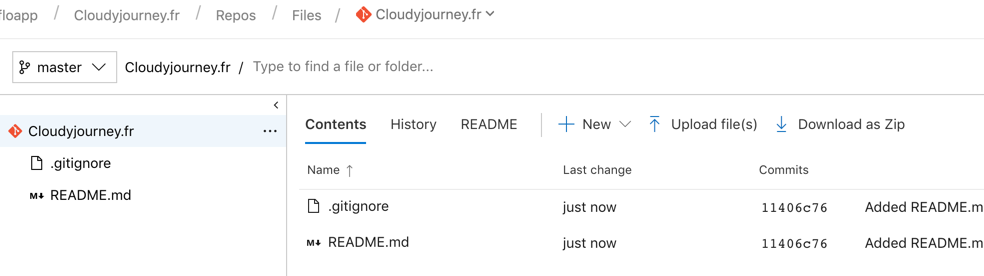 floapp / Cloudyjourney.fr / Repos / Files / Cloudyjourney.fr
master Cloudyjourney.fr / Type to find a file or folder...
Cloudyjourney.fr ...
.gitignore
M↓ README.md
Contents History README New Upload file(s) Download as Zip
Name ↑ Last change Commits
.gitignore just now 11406c76 Added README.m
M↓ README.md just now 11406c76 Added README.m